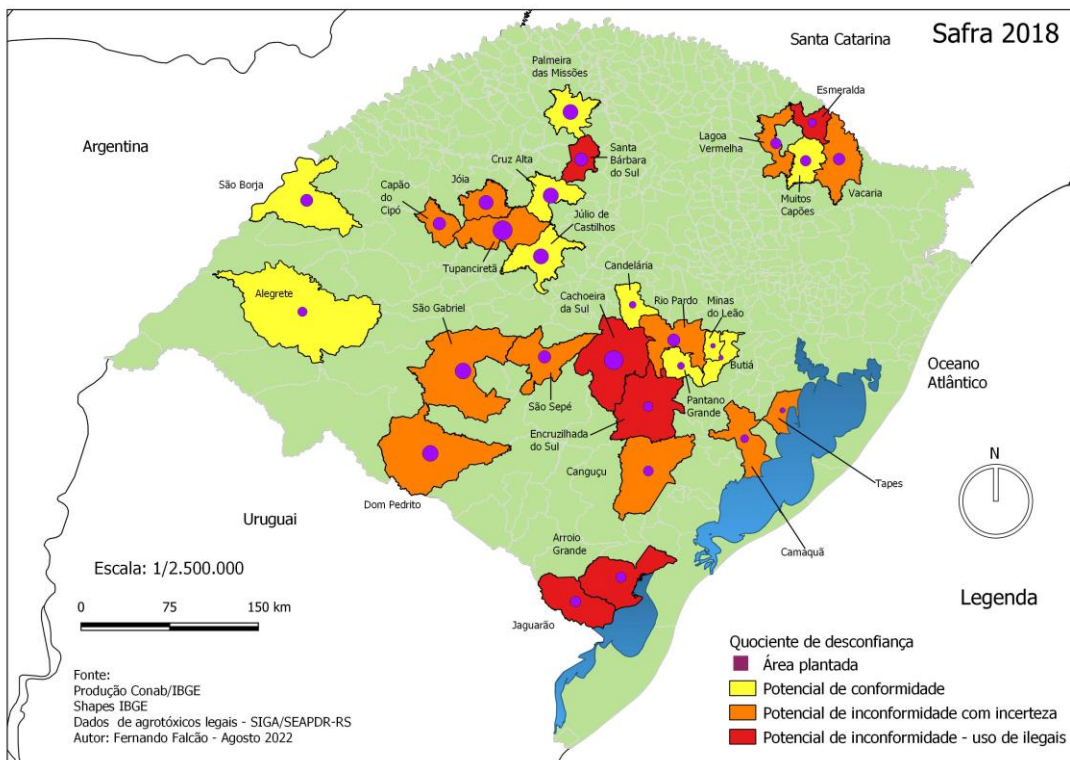 Safra 2018
Santa Catarina
Argentina
Oceano
Atlântico
Uruguai
Palmeira
das Missões
Esmeralda
Lagoa
Vermelha
Muitos
Capões
Vacaria
Santa
Bárbara
do Sul
Cruz Alta
São Borja
Jóia
Capão
do
Cipó
Júlio de
Castilhos
Tupanciretã
Candelária
Alegrete
São Gabriel
Cachoeira
da Sul
Rio Pardo
Minas
do Leão
Butiá
Pantano
Grande
São Sepé
Encruzilhada
do Sul
Canguçu
Dom Pedrito
Tapes
Camaquã
Arroio
Grande
Jaguarão
N
Escala: 1/2.500.000
0 75 150 km
Fonte:
Produção Conab/IBGE
Shapes IBGE
Dados de agrotóxicos legais - SIGA/SEAPDR-RS
Autor: Fernando Falcão - Agosto 2022
Legenda
Quociente de desconfiança
Área plantada
Potencial de conformidade
Potencial de inconformidade com incerteza
Potencial de inconformidade - uso de ilegais